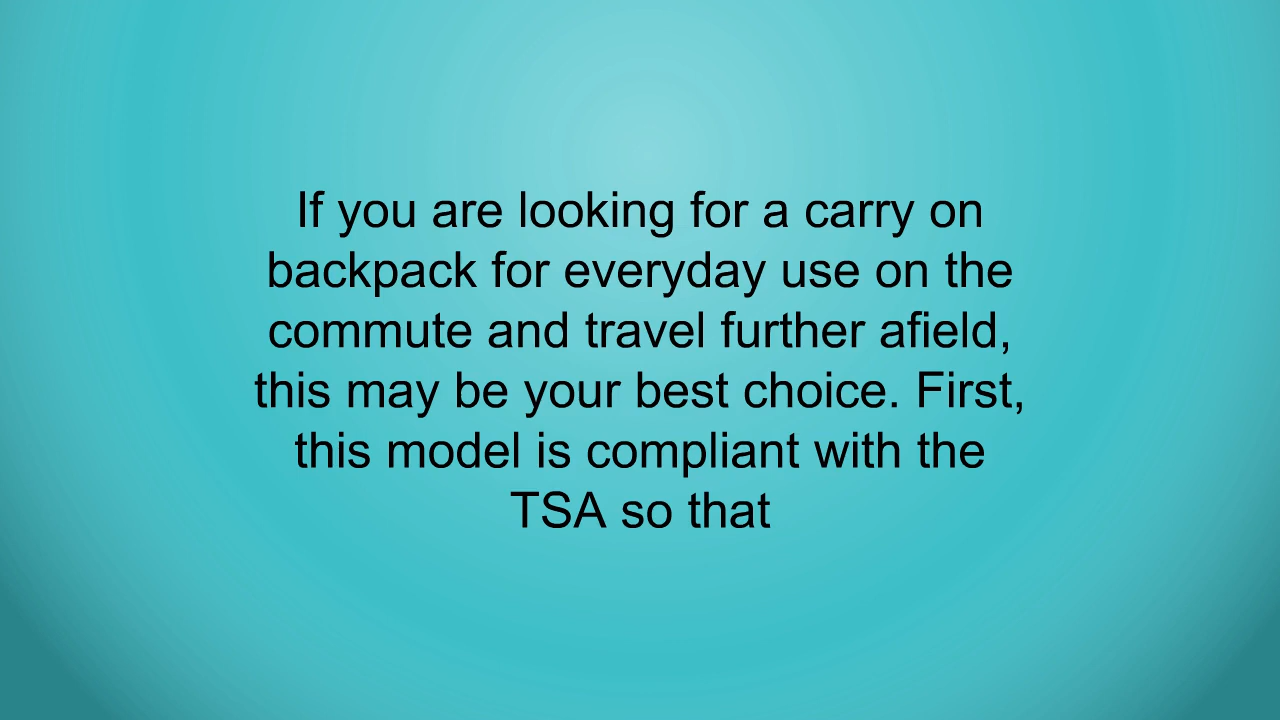 If you are looking for a carry on
backpack for everyday use on the
commute and travel further afield,
this may be your best choice. First,
this model is compliant with the
TSA so that